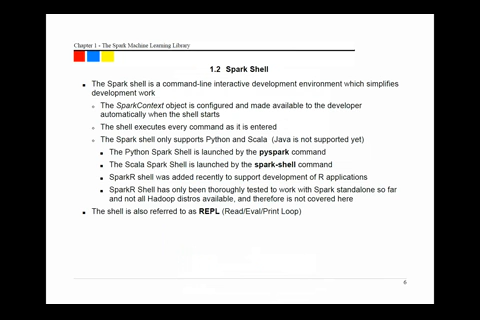 Chapter 1 - The Spark Machine Learning Library
1.2 Spark Shell
The Spark shell is a command-line interactive development environment which simplifies
development work
The SparkContext object is configured and made available to the developer
automatically when the shell starts
The shell executes every command as it is entered
The Spark shell only supports Python and Scala (Java is not supported yet)
The Python Spark Shell is launched by the pyspark command
The Scala Spark Shell is launched by the spark-shell command
SparkR shell was added recently to support development of R applications
SparkR Shell has only been thoroughly tested to work with Spark standalone so far
and not all Hadoop distros available, and therefore is not covered here
The shell is also referred to as REPL (Read/Eval/Print Loop)
6